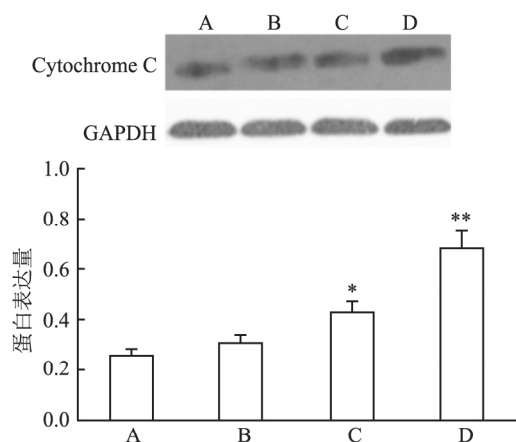 A B C D
Cytochrome C
GAPDH
蛋白表达量
1.0
0.8
0.6
0.4
0.2
0.0
*
**
A B C D